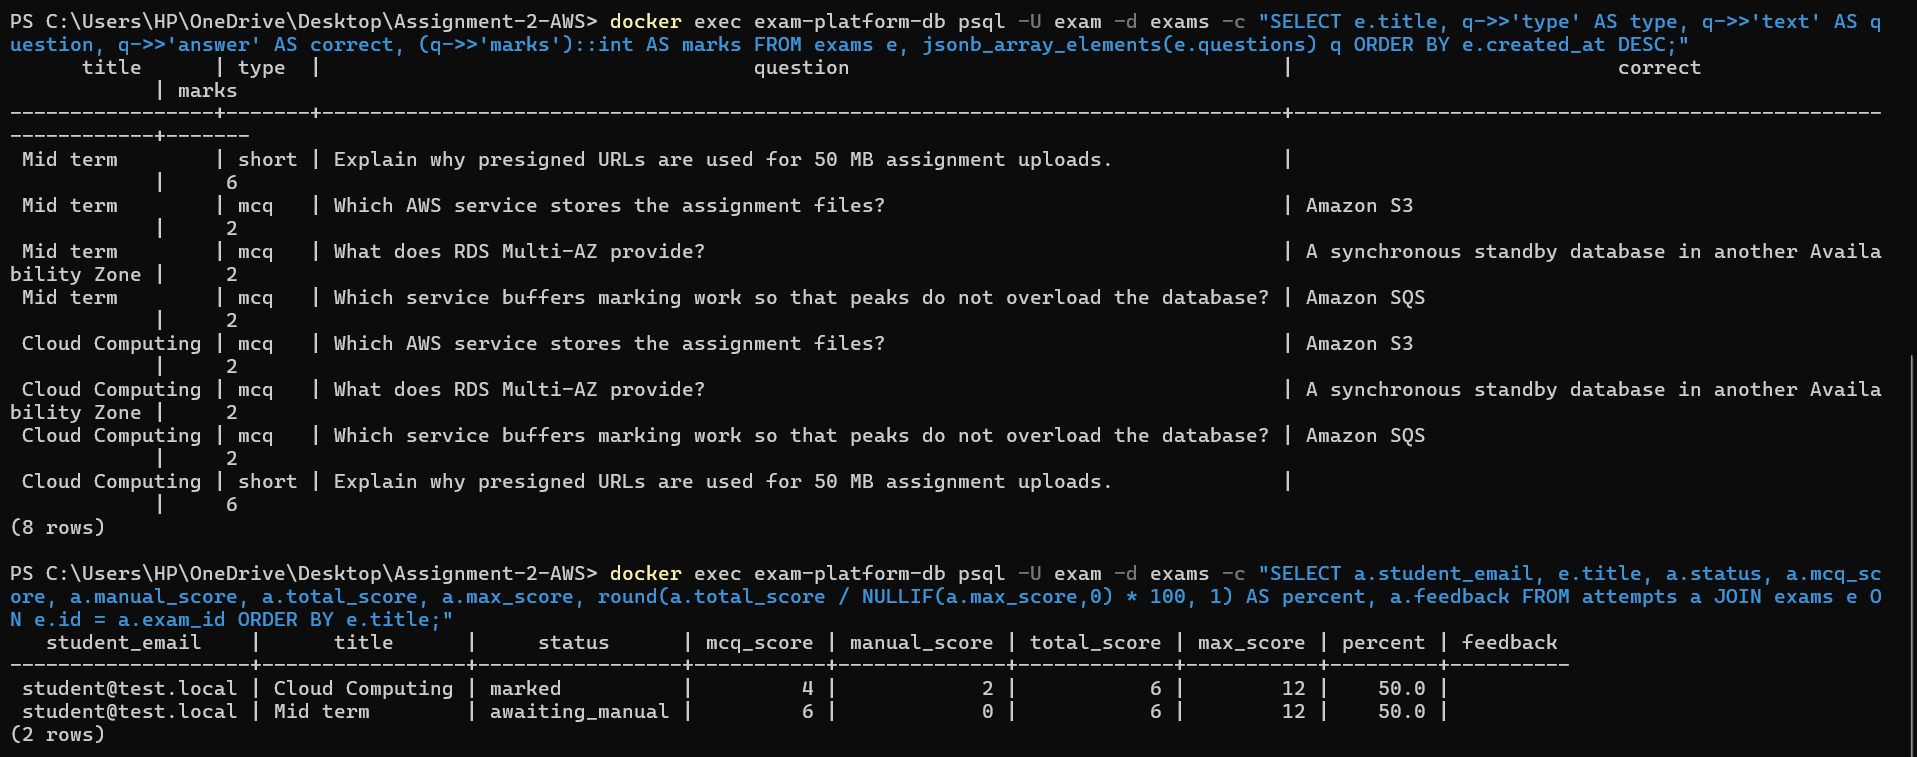 PS C:\Users\HP\OneDrive\Desktop\Assignment-2-AWS> docker exec exam-platform-db psql -U exam -d exams -c "SELECT e.title, q->>'type' AS type, q->>'text' AS q
uestion, q->>'answer' AS correct, (q->>'marks')::int AS marks FROM exams e, jsonb_array_elements(e.questions) q ORDER BY e.created_at DESC;"
      title      | type  |                                    question                                    |                           correct
            | marks
-----------------+-------+--------------------------------------------------------------------------------+-------------------------------------------------
------------+-------
 Mid term        | short | Explain why presigned URLs are used for 50 MB assignment uploads.              |
            |     6
 Mid term        | mcq   | Which AWS service stores the assignment files?                                 | Amazon S3
            |     2
 Mid term        | mcq   | What does RDS Multi-AZ provide?                                                | A synchronous standby database in another Availa
bility Zone |     2
 Mid term        | mcq   | Which service buffers marking work so that peaks do not overload the database? | Amazon SQS
            |     2
 Cloud Computing | mcq   | Which AWS service stores the assignment files?                                 | Amazon S3
            |     2
 Cloud Computing | mcq   | What does RDS Multi-AZ provide?                                                | A synchronous standby database in another Availa
bility Zone |     2
 Cloud Computing | mcq   | Which service buffers marking work so that peaks do not overload the database? | Amazon SQS
            |     2
 Cloud Computing | short | Explain why presigned URLs are used for 50 MB assignment uploads.              |
            |     6
(8 rows)

PS C:\Users\HP\OneDrive\Desktop\Assignment-2-AWS> docker exec exam-platform-db psql -U exam -d exams -c "SELECT a.student_email, e.title, a.status, a.mcq_sc
ore, a.manual_score, a.total_score, a.max_score, round(a.total_score / NULLIF(a.max_score,0) * 100, 1) AS percent, a.feedback FROM attempts a JOIN exams e O
N e.id = a.exam_id ORDER BY e.title;"
   student_email    |      title      |     status      | mcq_score | manual_score | total_score | max_score | percent | feedback
--------------------+-----------------+-----------------+-----------+--------------+-------------+-----------+---------+----------
 student@test.local | Cloud Computing | marked          |         4 |            2 |           6 |        12 |    50.0 |
 student@test.local | Mid term        | awaiting_manual |         6 |            0 |           6 |        12 |    50.0 |
(2 rows)